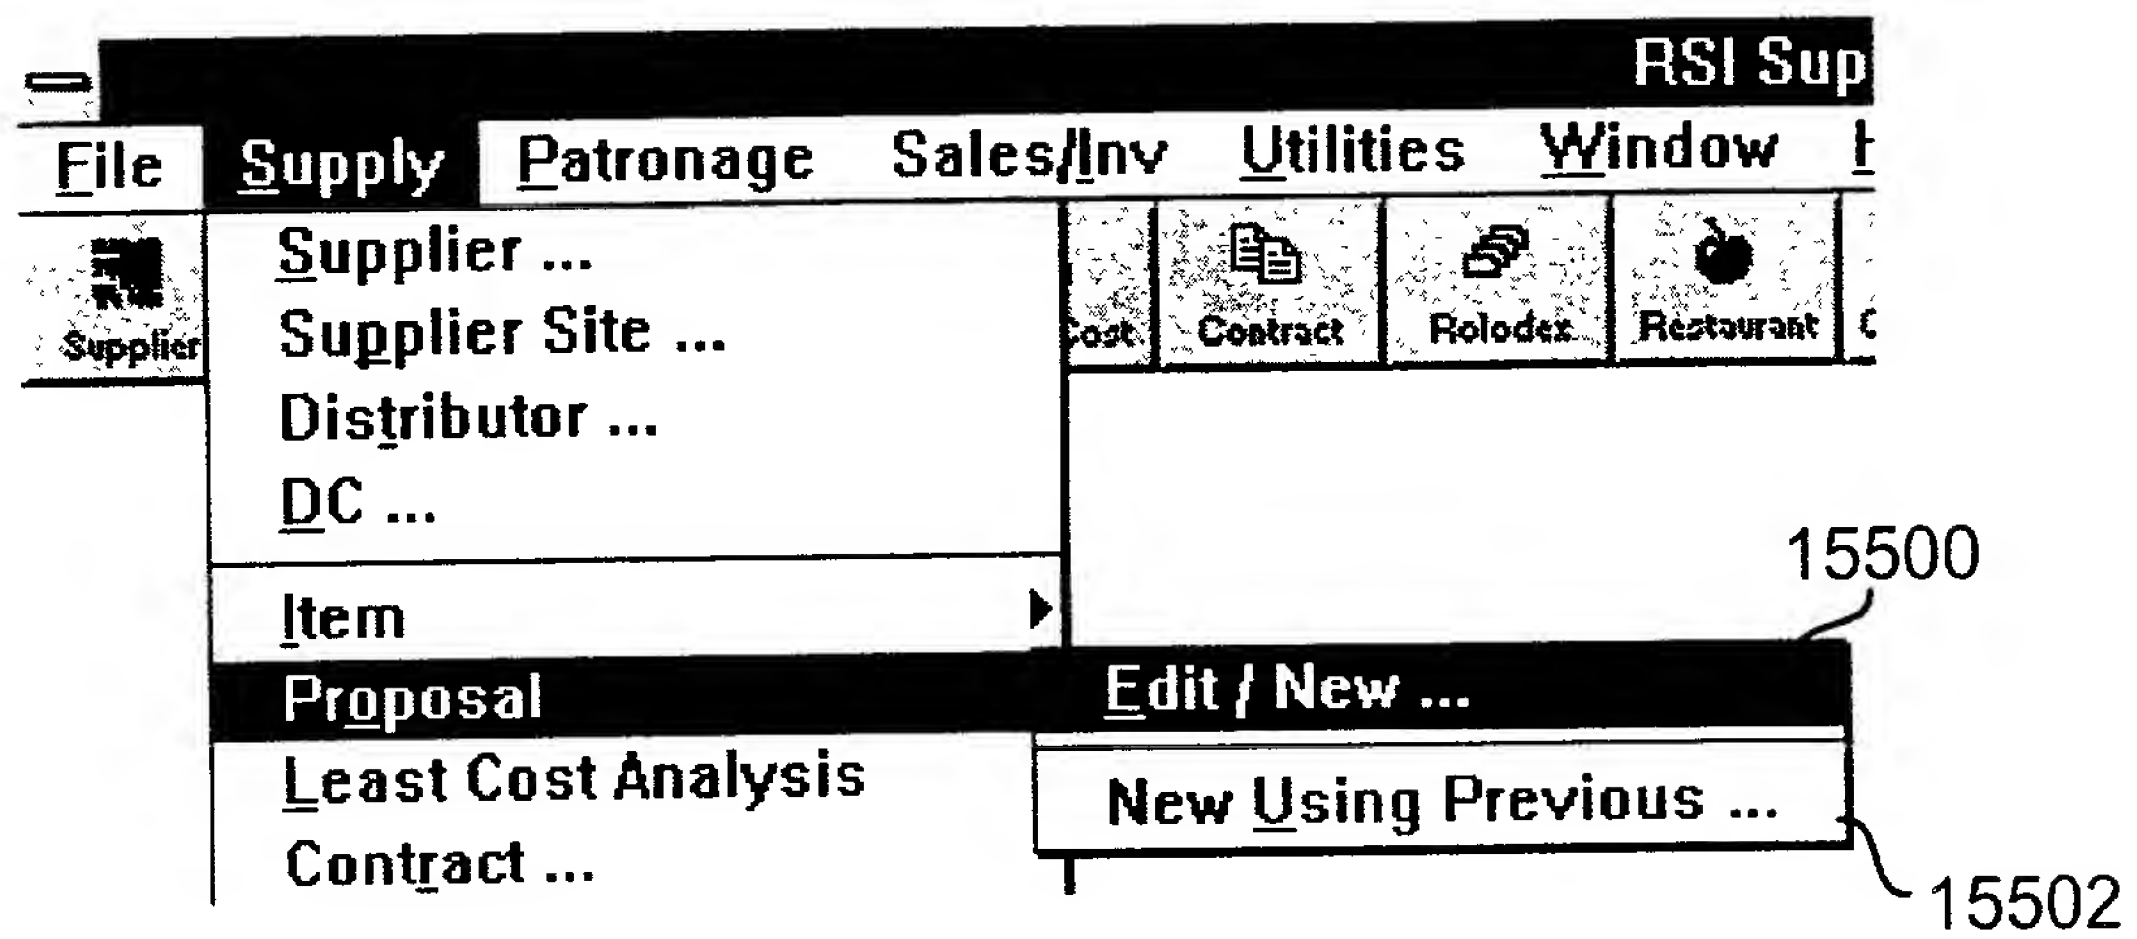 RSI Sup
File Supply Patronage Sales/Inv Utilities Window
Supplier Cost Contract Rolodex Restaurant
Supplier ...
Supplier Site ...
Distributor ...
DC ...
15500
Item
Proposal Edit / New ...
Least Cost Analysis New Using Previous ...
Contract ...
15502